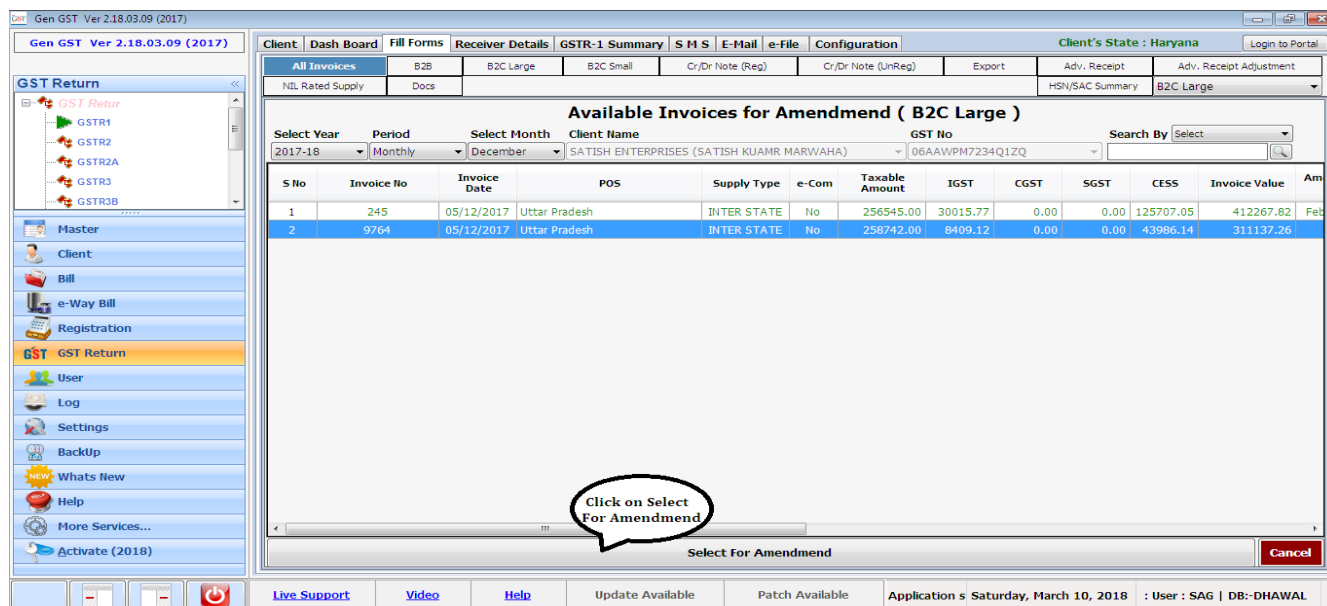 GST Gen GST Ver 2.18.03.09 (2017)
Gen GST Ver 2.18.03.09 (2017)
Client Dash Board Fill Forms Receiver Details GSTR-1 Summary S M S E-Mail e-File Configuration Client's State : Haryana Login to Portal
All Invoices B2B B2C Large B2C Small Cr/Dr Note (Reg) Cr/Dr Note (UnReg) Export Adv. Receipt Adv. Receipt Adjustment
NIL Rated Supply Docs HSN/SAC Summary B2C Large
GST Return
GST Retur
GSTR1
GSTR2
GSTR2A
GSTR3
GSTR3B
Master
Client
Bill
e-Way Bill
Registration
GST GST Return
User
Log
Settings
BackUp
NEW Whats New
Help
More Services...
Activate (2018)
Available Invoices for Amendmend ( B2C Large )
Select Year Period Select Month Client Name GST No Search By Select
2017-18 Monthly December SATISH ENTERPRISES (SATISH KUAMR MARWAHA) 06AAWPM7234Q1ZQ
S No Invoice No Invoice Date POS Supply Type e-Com Taxable Amount IGST CGST SGST CESS Invoice Value Am
1 245 05/12/2017 Uttar Pradesh INTER STATE No 256545.00 30015.77 0.00 0.00 125707.05 412267.82 Feb
2 9764 05/12/2017 Uttar Pradesh INTER STATE No 258742.00 8409.12 0.00 0.00 43986.14 311137.26
Click on Select
For Amendmend
Select For Amendmend Cancel
Live Support Video Help Update Available Patch Available Application s Saturday, March 10, 2018 : User : SAG | DB:-DHAWAL